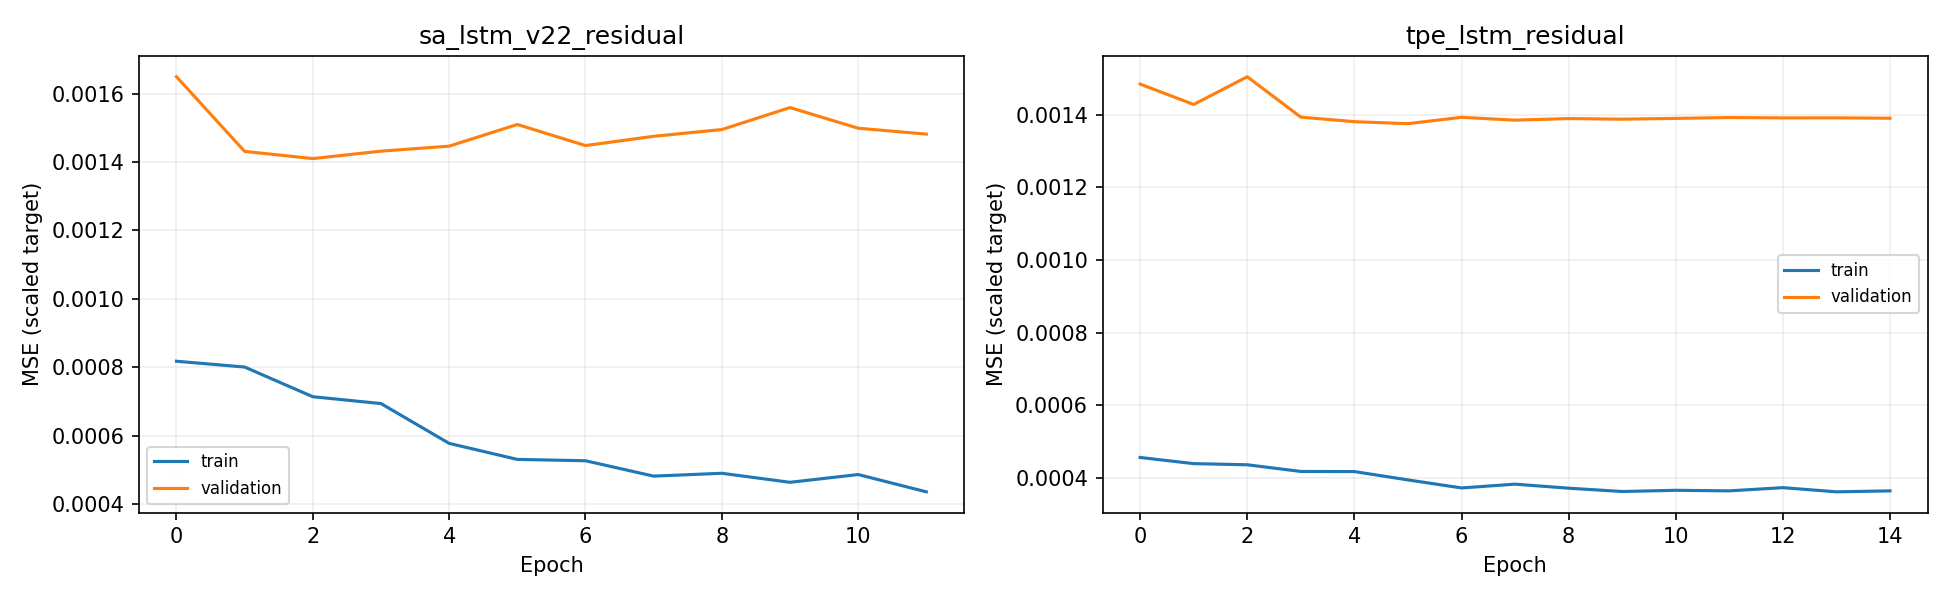 sa_lstm_v22_residual
MSE (scaled target)
0.0016
0.0014
0.0012
0.0010
0.0008
0.0006
0.0004
train
validation
0 2 4 6 8 10
Epoch
tpe_lstm_residual
MSE (scaled target)
0.0014
0.0012
0.0010
0.0008
0.0006
0.0004
train
validation
0 2 4 6 8 10 12 14
Epoch